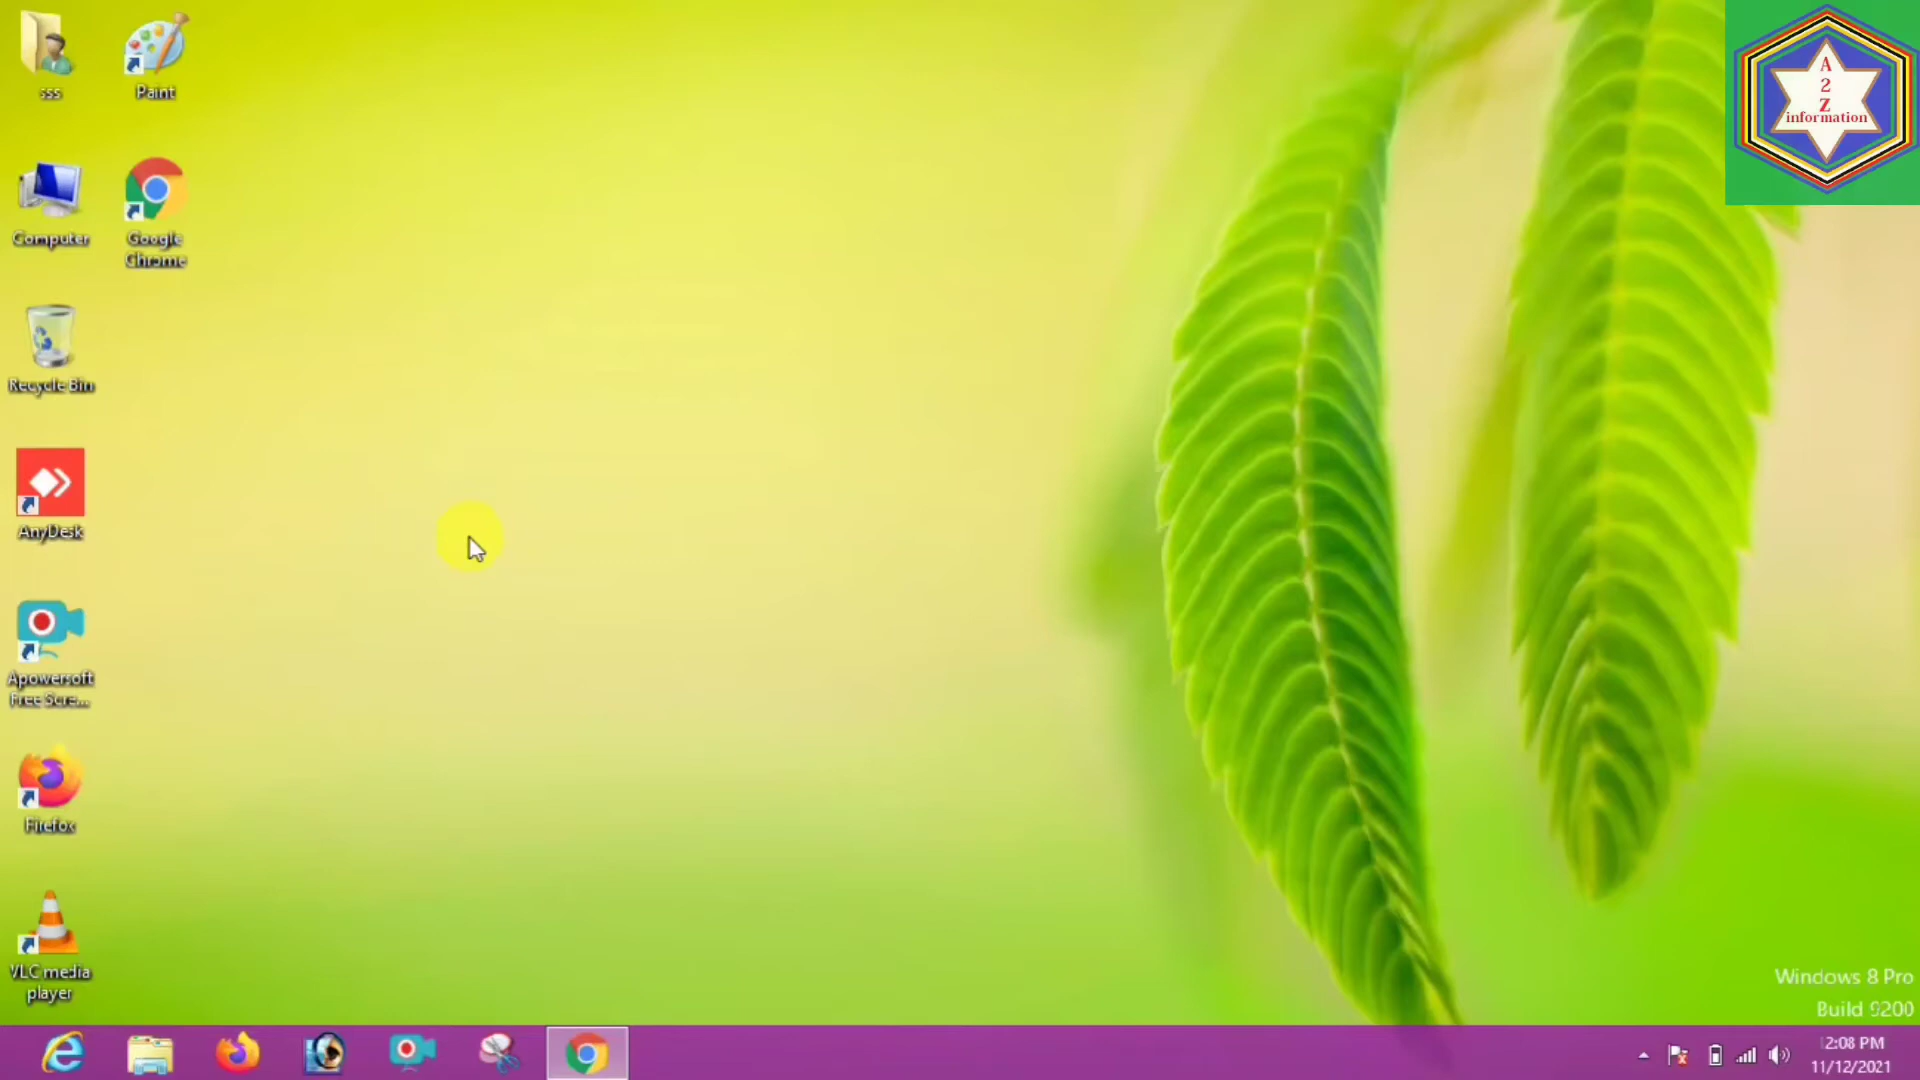 sss
Paint
Computer
Google
Chrome
Recycle Bin
AnyDesk
Apowersoft
Free Scre...
Firefox
VLC media
player
A
2
Z
information
Windows 8 Pro
Build 9200
2:08 PM
11/12/2021